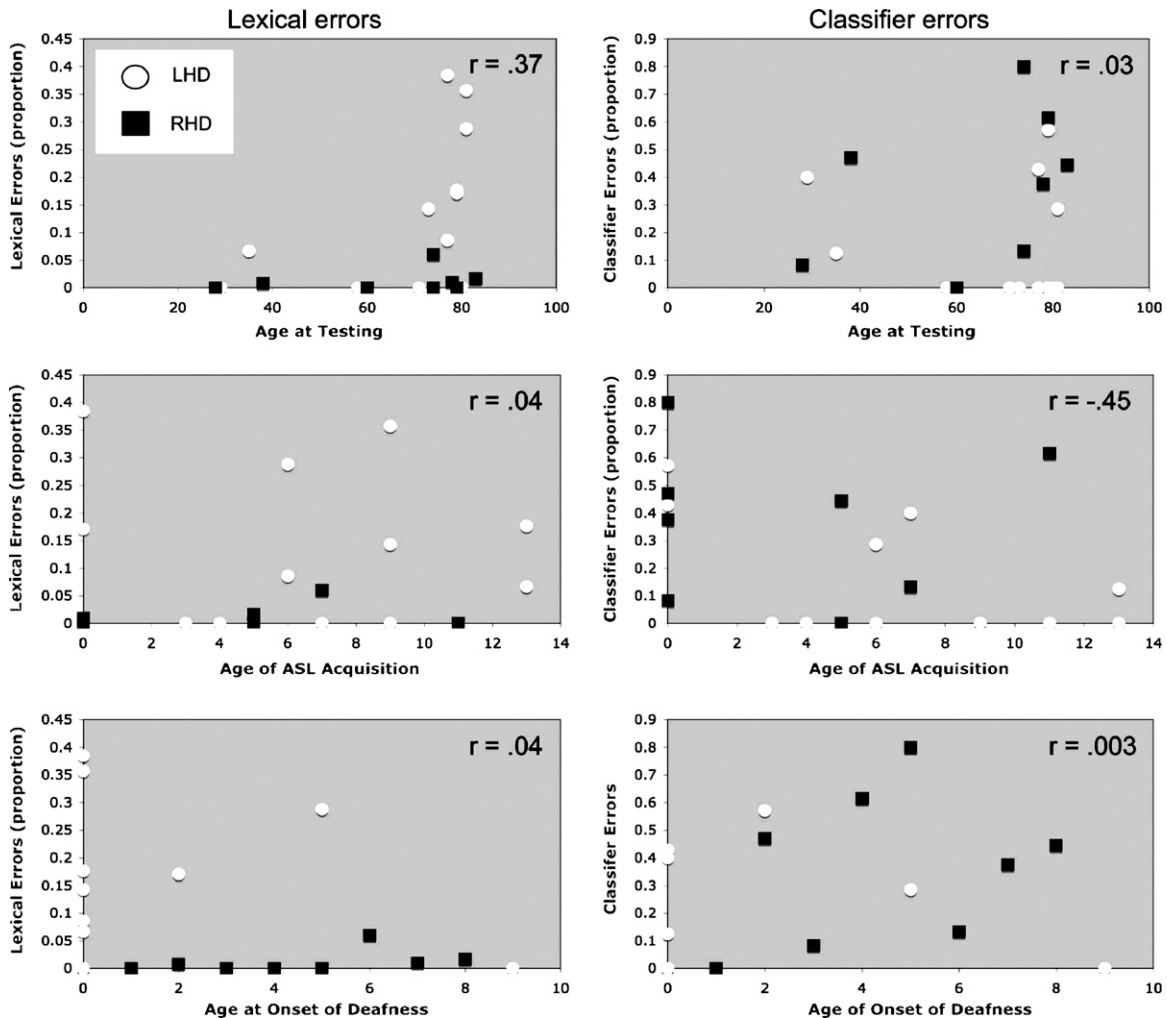 Lexical errors
Classifier errors
Lexical Errors (proportion)
0.45
0.4
0.35
0.3
0.25
0.2
0.15
0.1
0.05
0
LHD
RHD
r = .37
0 20 40 60 80 100
Age at Testing
Classifier Errors (proportion)
0.9
0.8
0.7
0.6
0.5
0.4
0.3
0.2
0.1
0
r = .03
0 20 40 60 80 100
Age at Testing
Lexical Errors (proportion)
0.45
0.4
0.35
0.3
0.25
0.2
0.15
0.1
0.05
0
r = .04
0 2 4 6 8 10 12 14
Age of ASL Acquisition
Classifier Errors (proportion)
0.9
0.8
0.7
0.6
0.5
0.4
0.3
0.2
0.1
0
r = -.45
0 2 4 6 8 10 12 14
Age of ASL Acquisition
Lexical Errors (proportion)
0.45
0.4
0.35
0.3
0.25
0.2
0.15
0.1
0.05
0
r = .04
0 2 4 6 8 10
Age at Onset of Deafness
Classifer Errors
0.9
0.8
0.7
0.6
0.5
0.4
0.3
0.2
0.1
0
r = .003
0 2 4 6 8 10
Age of Onset of Deafness